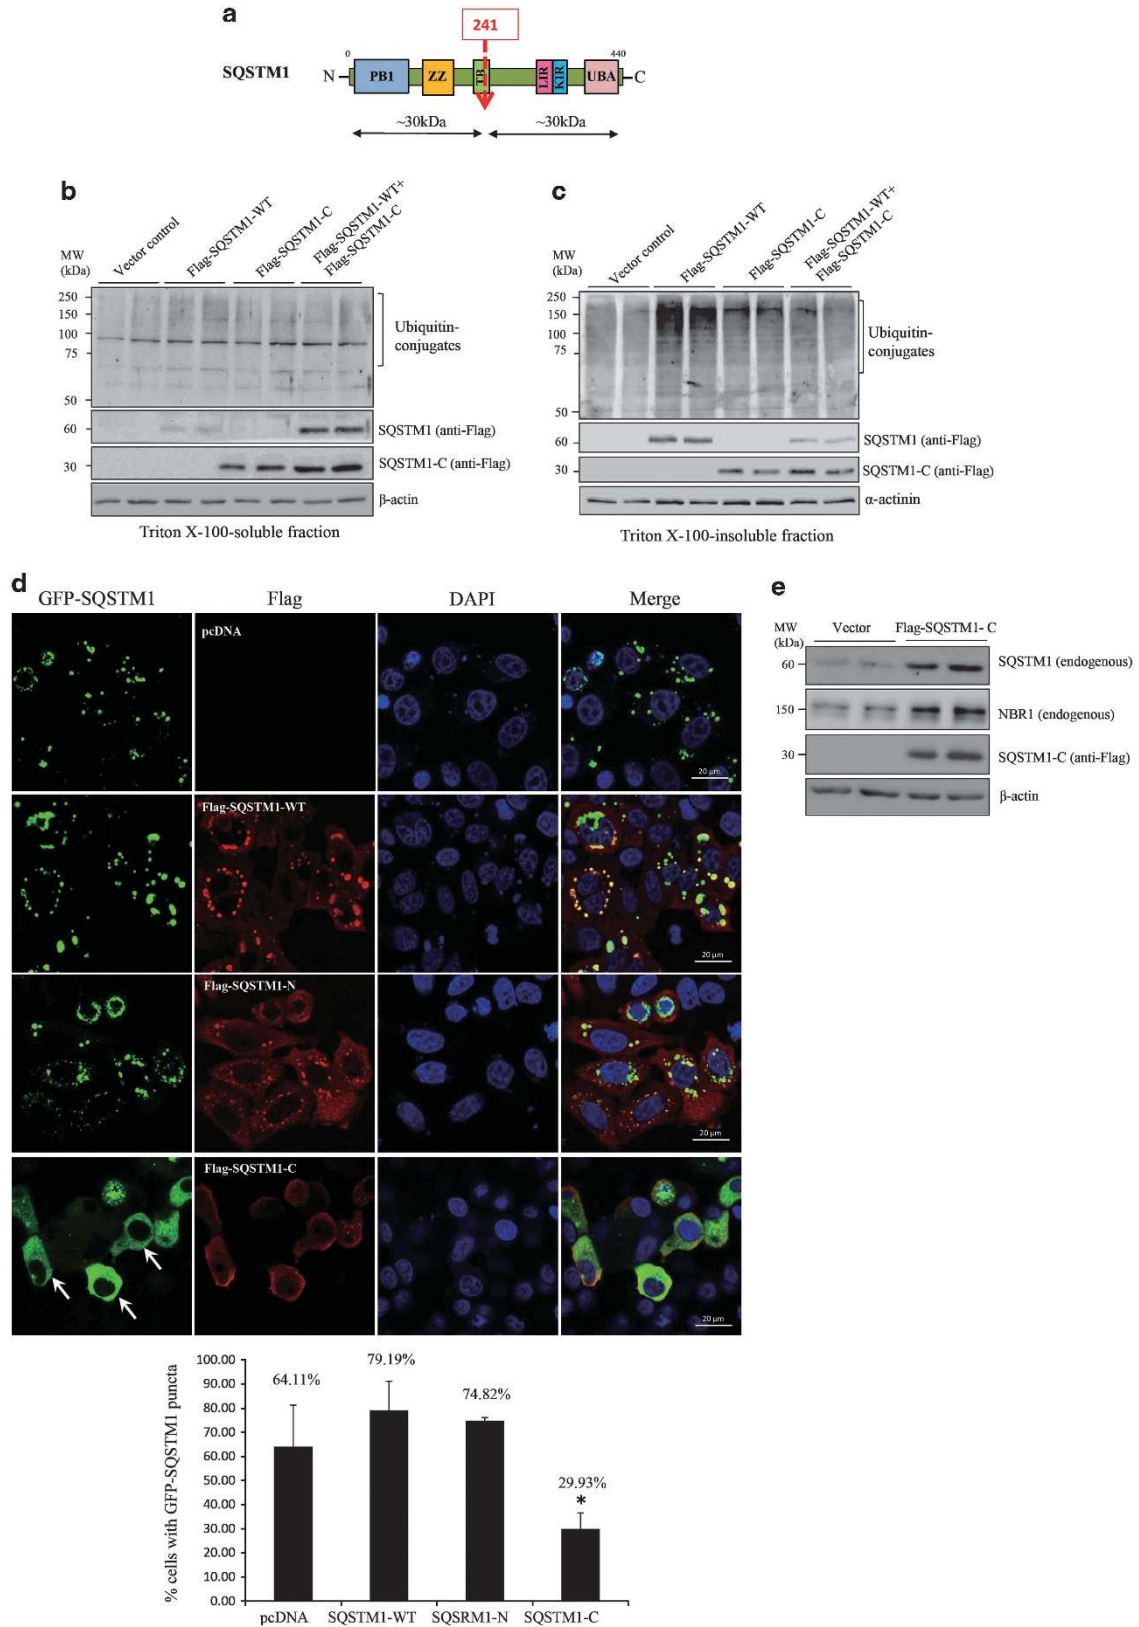 a
241
0
440
SQSTM1
N
PB1
ZZ
TB
LIR
KIR
UBA
C
~30kDa
~30kDa
b
MW
(kDa)
Vector control
Flag-SQSTM1-WT
Flag-SQSTM1-C
Flag-SQSTM1-WT+
Flag-SQSTM1-C
250
150
100
75
50
Ubiquitin-
conjugates
60
SQSTM1 (anti-Flag)
30
SQSTM1-C (anti-Flag)
β-actin
Triton X-100-soluble fraction
c
MW
(kDa)
Vector control
Flag-SQSTM1-WT
Flag-SQSTM1-C
Flag-SQSTM1-WT+
Flag-SQSTM1-C
250
150
100
75
50
Ubiquitin-
conjugates
60
SQSTM1 (anti-Flag)
30
SQSTM1-C (anti-Flag)
α-actinin
Triton X-100-insoluble fraction
d
GFP-SQSTM1
Flag
DAPI
Merge
pcDNA
20 µm
Flag-SQSTM1-WT
20 µm
Flag-SQSTM1-N
20 µm
Flag-SQSTM1-C
20 µm
% cells with GFP-SQSTM1 puncta
100.00
90.00
80.00
70.00
60.00
50.00
40.00
30.00
20.00
10.00
0.00
64.11%
79.19%
74.82%
29.93%
*
pcDNA
SQSTM1-WT
SQSRM1-N
SQSTM1-C
e
MW
(kDa)
Vector
Flag-SQSTM1- C
60
SQSTM1 (endogenous)
150
NBR1 (endogenous)
30
SQSTM1-C (anti-Flag)
β-actin